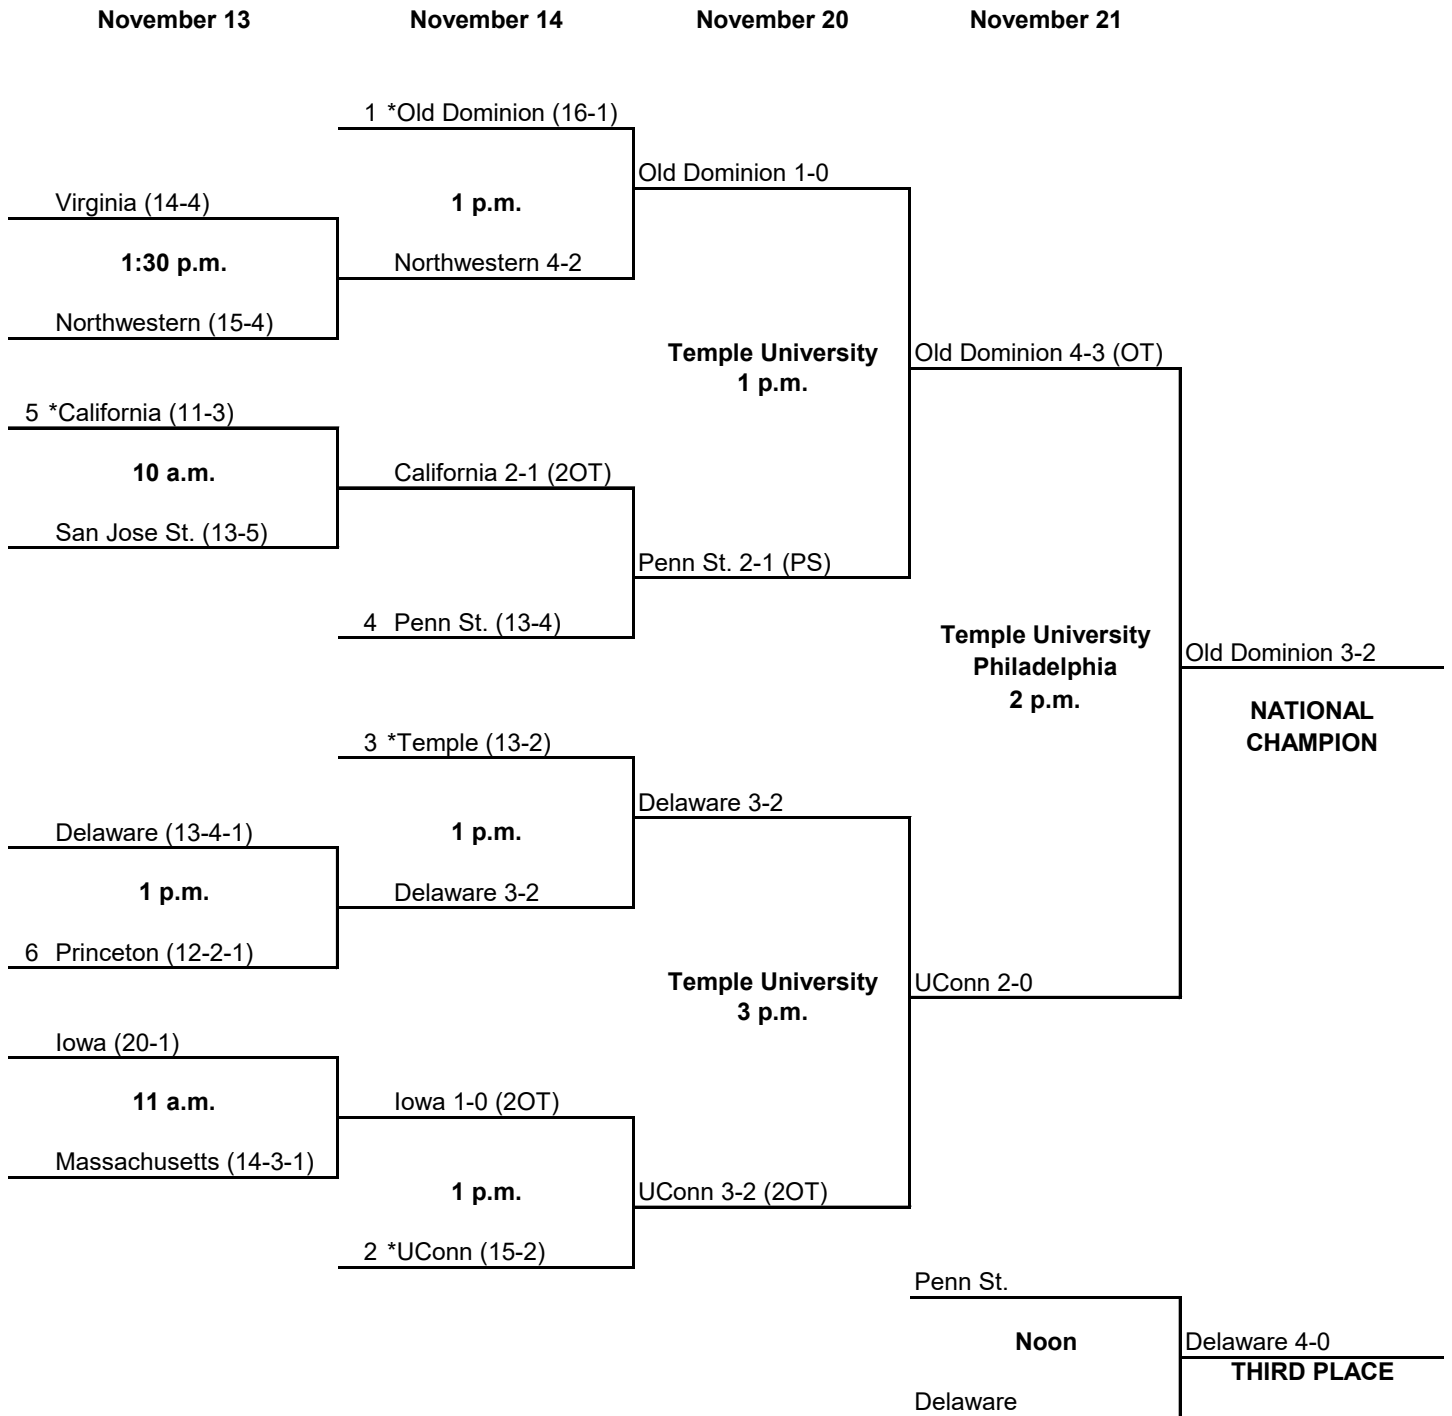 November 13 November 14 November 20 November 21
1 *Old Dominion (16-1)
Old Dominion 1-0
Virginia (14-4) 1 p.m.
1:30 p.m. Northwestern 4-2
Northwestern (15-4)
Temple University Old Dominion 4-3 (OT)
1 p.m.
5 *California (11-3)
10 a.m. California 2-1 (2OT)
San Jose St. (13-5)
Penn St. 2-1 (PS)
4 Penn St. (13-4)
Temple University
Philadelphia Old Dominion 3-2
2 p.m.
NATIONAL
CHAMPION
3 *Temple (13-2)
Delaware 3-2
Delaware (13-4-1) 1 p.m.
1 p.m. Delaware 3-2
6 Princeton (12-2-1)
Temple University UConn 2-0
3 p.m.
Iowa (20-1)
11 a.m. Iowa 1-0 (2OT)
Massachusetts (14-3-1)
1 p.m. UConn 3-2 (2OT)
2 *UConn (15-2)
Penn St.
Noon Delaware 4-0
THIRD PLACE
Delaware